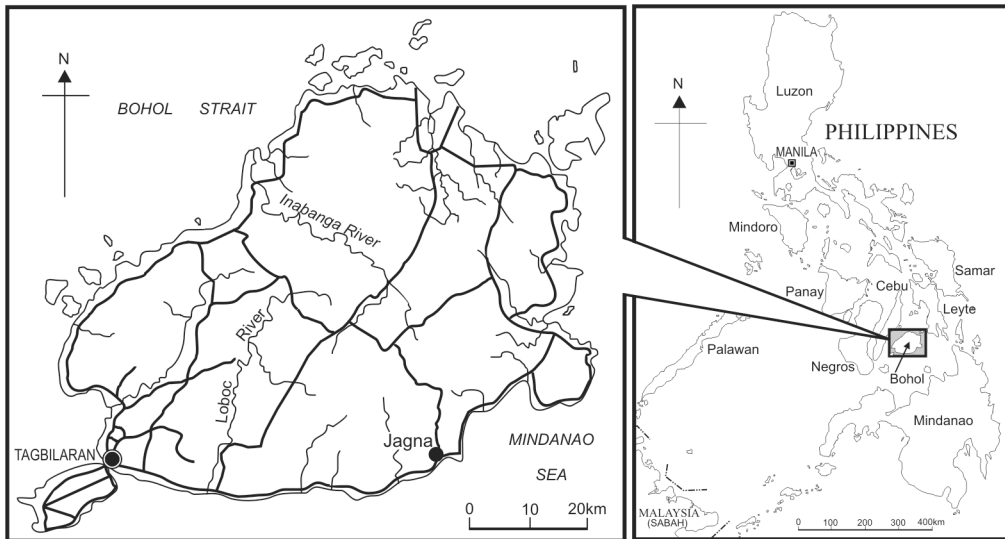 N
BOHOL STRAIT
Inabanga River
Loboc River
TAGBILARAN
Jagna
MINDANAO
SEA
0 20km
N
Luzon
PHILIPPINES
MANILA
Mindoro
Samar
Panay
Cebu
Leyte
Palawan
Negros
Bohol
Mindanao
MALAYSIA
(SABAH)
0 100 200 300 400km